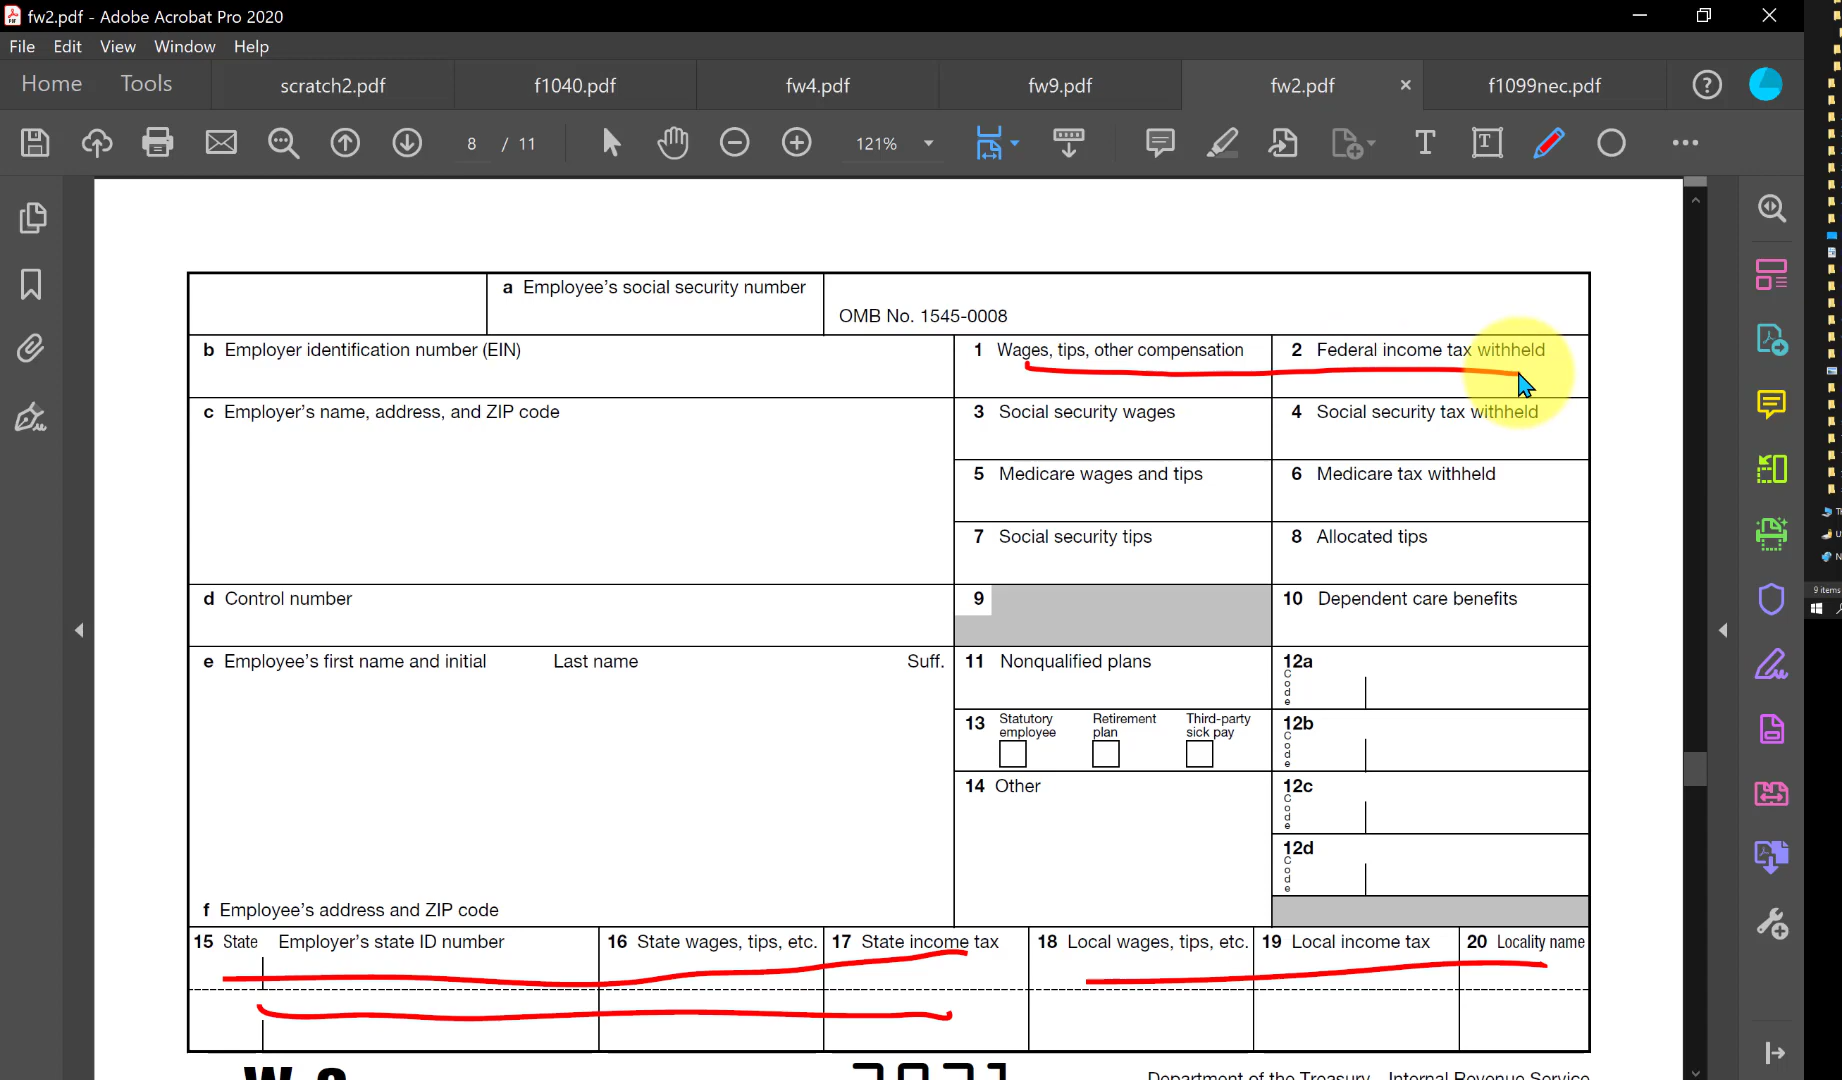 fw2.pdf - Adobe Acrobat Pro 2020
File Edit View Window Help
Home Tools scratch2.pdf f1040.pdf fw4.pdf fw9.pdf fw2.pdf × f1099nec.pdf ?
8 / 11 121% T T
a Employee's social security number
OMB No. 1545-0008
b Employer identification number (EIN)
1 Wages, tips, other compensation
2 Federal income tax withheld
c Employer's name, address, and ZIP code
3 Social security wages
4 Social security tax withheld
5 Medicare wages and tips
6 Medicare tax withheld
7 Social security tips
8 Allocated tips
d Control number
9
10 Dependent care benefits
e Employee's first name and initial Last name Suff.
11 Nonqualified plans
12a
Code
13 Statutory employee
Retirement plan
Third-party sick pay
12b
Code
14 Other
12c
Code
12d
Code
f Employee's address and ZIP code
15 State Employer's state ID number
16 State wages, tips, etc.
17 State income tax
18 Local wages, tips, etc.
19 Local income tax
20 Locality name
Department of the Treasury - Internal Revenue Service
9 items